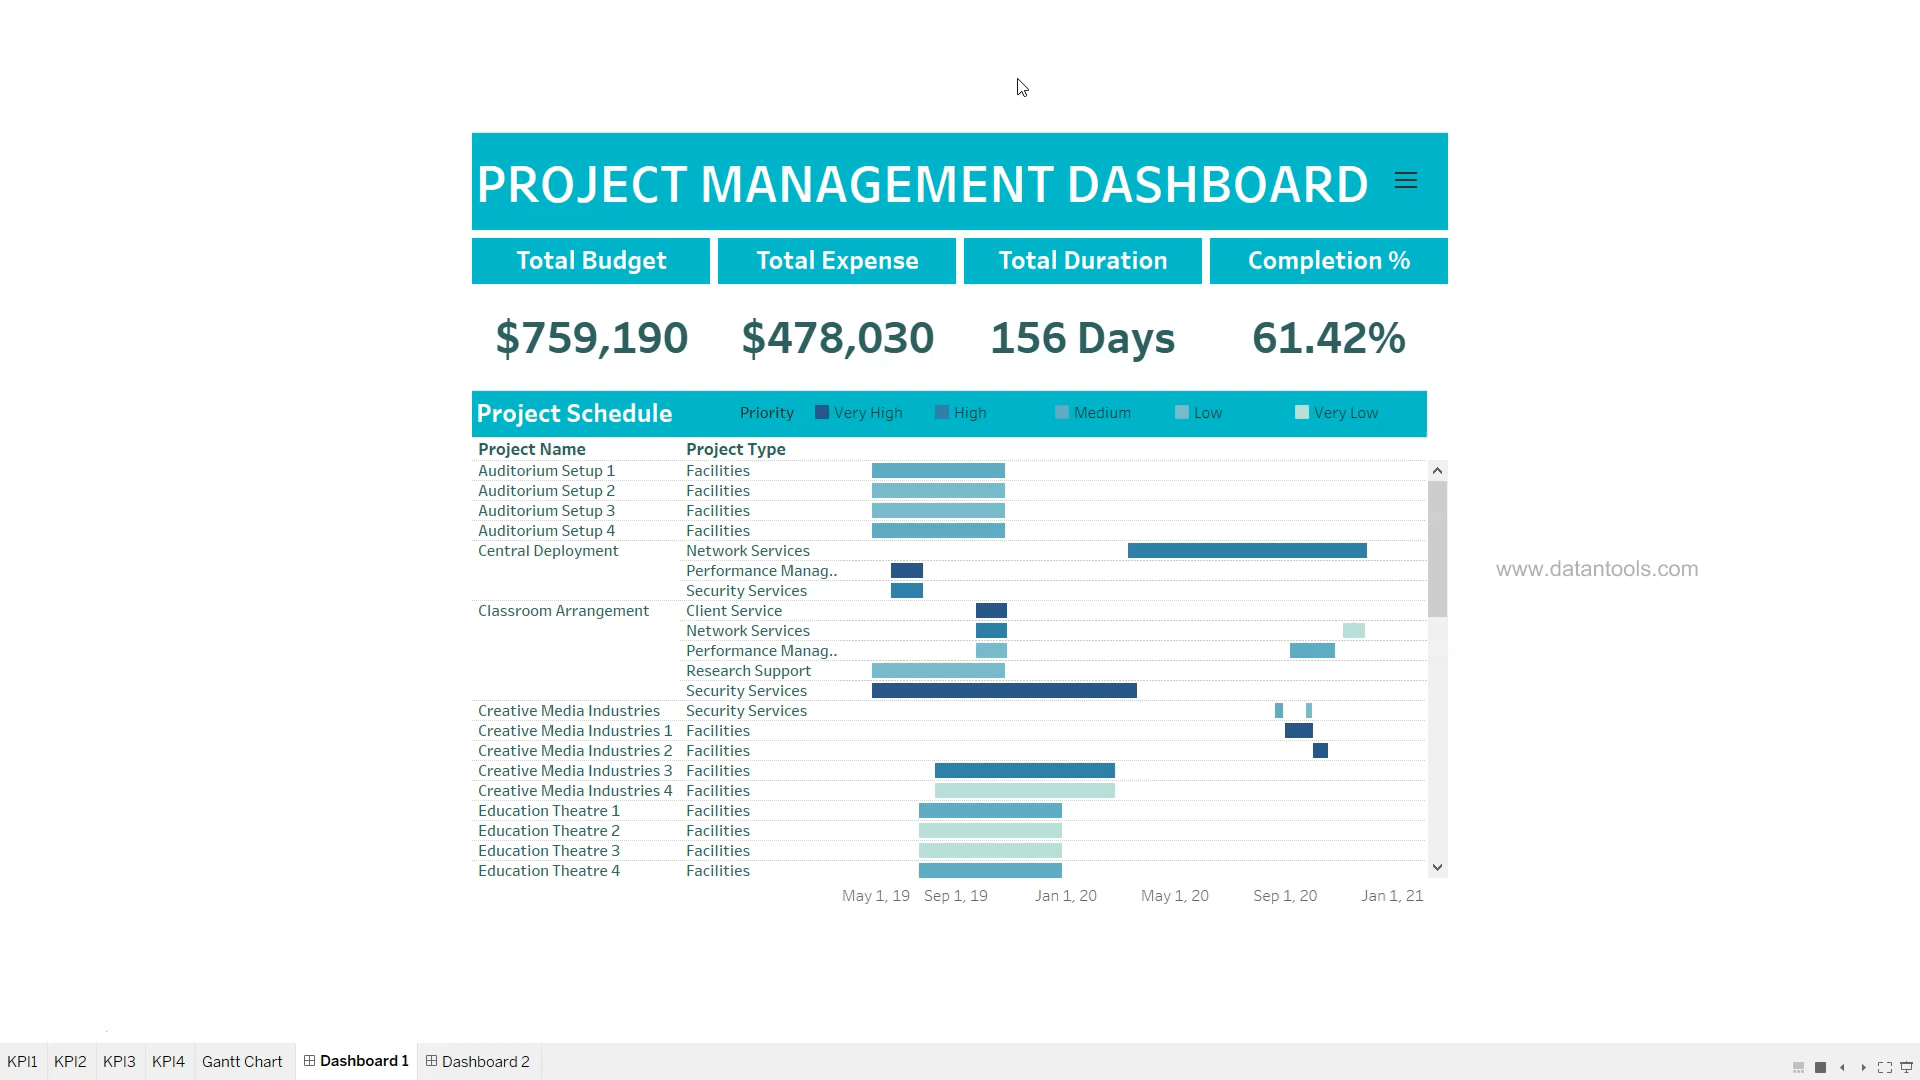 PROJECT MANAGEMENT DASHBOARD
Total Budget Total Expense Total Duration Completion %
$759,190 $478,030 156 Days 61.42%
Project Schedule Priority Very High High Medium Low Very Low
Project Name Project Type
Auditorium Setup 1 Facilities
Auditorium Setup 2 Facilities
Auditorium Setup 3 Facilities
Auditorium Setup 4 Facilities
Central Deployment Network Services
Performance Manag..
Security Services
Classroom Arrangement Client Service
Network Services
Performance Manag..
Research Support
Security Services
Creative Media Industries Security Services
Creative Media Industries 1 Facilities
Creative Media Industries 2 Facilities
Creative Media Industries 3 Facilities
Creative Media Industries 4 Facilities
Education Theatre 1 Facilities
Education Theatre 2 Facilities
Education Theatre 3 Facilities
Education Theatre 4 Facilities
May 1, 19 Sep 1, 19 Jan 1, 20 May 1, 20 Sep 1, 20 Jan 1, 21
www.datantools.com
KPI1 KPI2 KPI3 KPI4 Gantt Chart Dashboard 1 Dashboard 2